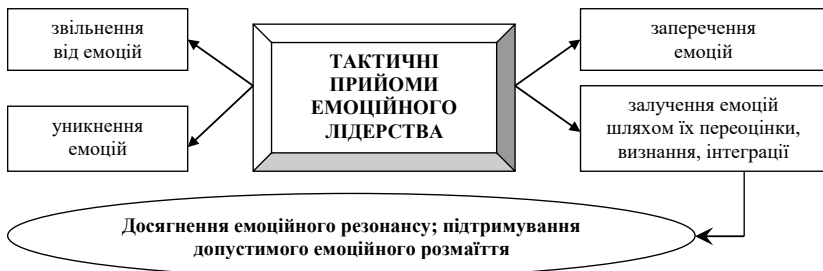 звільнення
від емоцій
уникнення
емоцій
ТАКТИЧНІ
ПРИЙОМИ
ЕМОЦІЙНОГО
ЛІДЕРСТВА
заперечення
емоцій
залучення емоцій
шляхом їх переоцінки,
визнання, інтеграції
Досягнення емоційного резонансу; підтримування
допустимого емоційного розмаїття